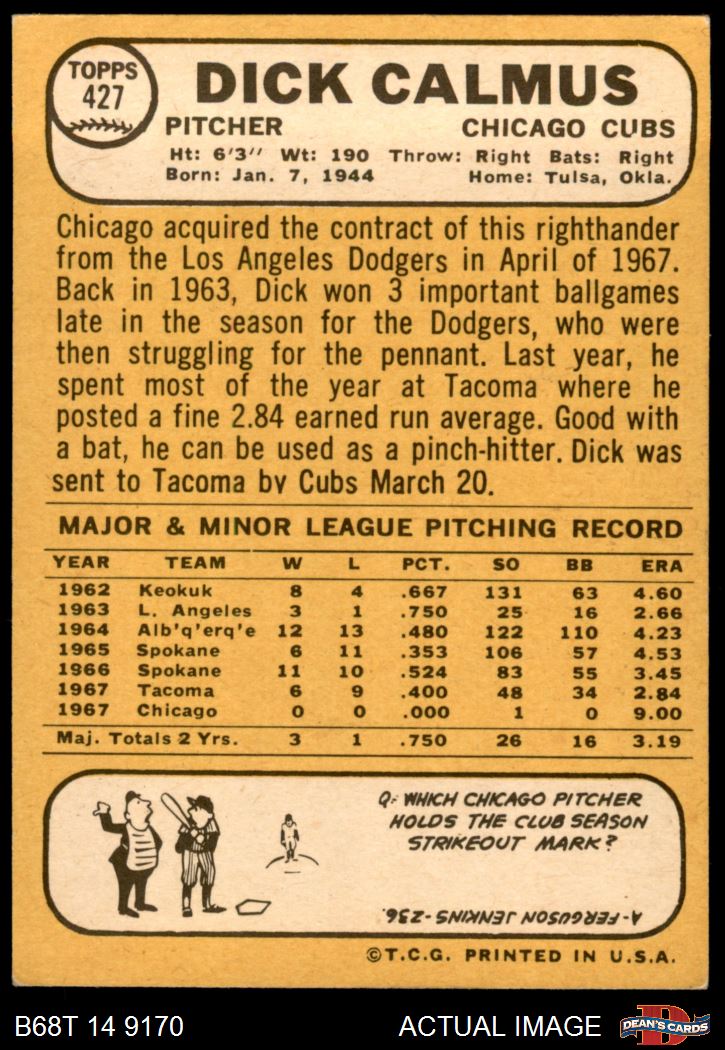 TOPPS
427
DICK CALMUS
PITCHER CHICAGO CUBS
Ht: 6'3" Wt: 190 Throw: Right Bats: Right
Born: Jan. 7, 1944 Home: Tulsa, Okla.
Chicago acquired the contract of this righthander
from the Los Angeles Dodgers in April of 1967.
Back in 1963, Dick won 3 important ballgames
late in the season for the Dodgers, who were
then struggling for the pennant. Last year, he
spent most of the year at Tacoma where he
posted a fine 2.84 earned run average. Good with
a bat, he can be used as a pinch-hitter. Dick was
sent to Tacoma by Cubs March 20.
MAJOR & MINOR LEAGUE PITCHING RECORD
YEAR TEAM W L PCT. SO BB ERA
1962 Keokuk 8 4 .667 131 63 4.60
1963 L. Angeles 3 1 .750 25 16 2.66
1964 Alb'q'erq'e 12 13 .480 122 110 4.23
1965 Spokane 6 11 .353 106 57 4.53
1966 Spokane 11 10 .524 83 55 3.45
1967 Tacoma 6 9 .400 48 34 2.84
1967 Chicago 0 0 .000 1 0 9.00
Maj. Totals 2 Yrs. 3 1 .750 26 16 3.19
Q- WHICH CHICAGO PITCHER
HOLDS THE CLUB SEASON
STRIKEOUT MARK?
A-FERGUSON JENKINS-236.
©T.C.G. PRINTED IN U.S.A.
B68T 14 9170 ACTUAL IMAGE DEAN'S CARDS